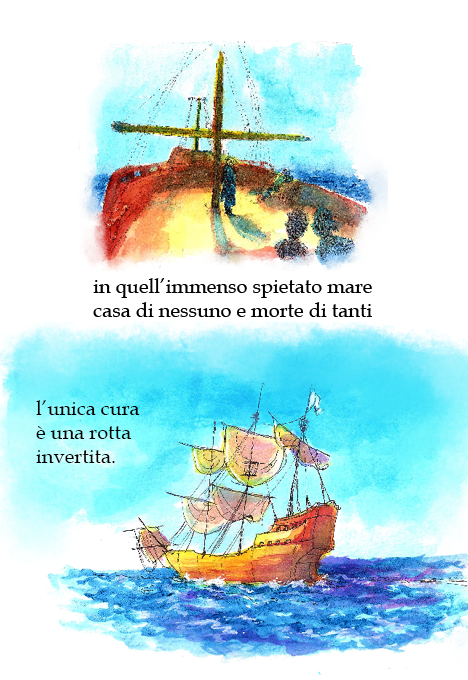 in quell’immenso spietato mare
casa di nessuno e morte di tanti
l’unica cura
è una rotta
invertita.